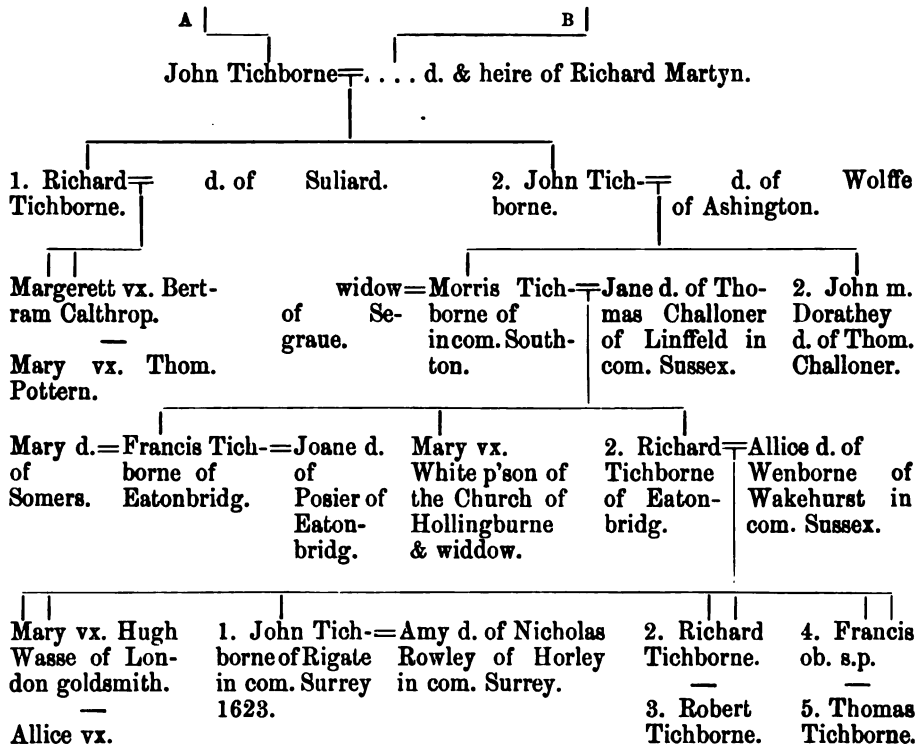 A B
John Tichborne=. . . . d. & heire of Richard Martyn.
1. Richard= d. of Suliard.
Tichborne.
2. John Tich-= d. of Wolffe
borne. of Ashington.
Margerett vx. Bert-
ram Calthrop.
—
Mary vx. Thom.
Pottern.
widow=
of Se-
graue.
Morris Tich-=
borne of
in com. South-
ton.
Jane d. of Tho-
mas Challoner
of Linffeld in
com. Sussex.
2. John m.
Dorathey
d. of Thom.
Challoner.
Mary d.=
of
Somers.
Francis Tich-=
borne of
Eatonbridg.
Joane d.
of
Posier of
Eaton-
bridg.
Mary vx.
White p'son of
the Church of
Hollingburne
& widdow.
2. Richard=
Tichborne
of Eaton-
bridg.
Allice d. of
Wenborne of
Wakehurst in
com. Sussex.
Mary vx. Hugh
Wasse of Lon-
don goldsmith.
—
Allice vx.
1. John Tich-=
borne of Rigate
in com. Surrey
1623.
Amy d. of Nicholas
Rowley of Horley
in com. Surrey.
2. Richard
Tichborne.
—
3. Robert
Tichborne.
4. Francis
ob. s.p.
—
5. Thomas
Tichborne.